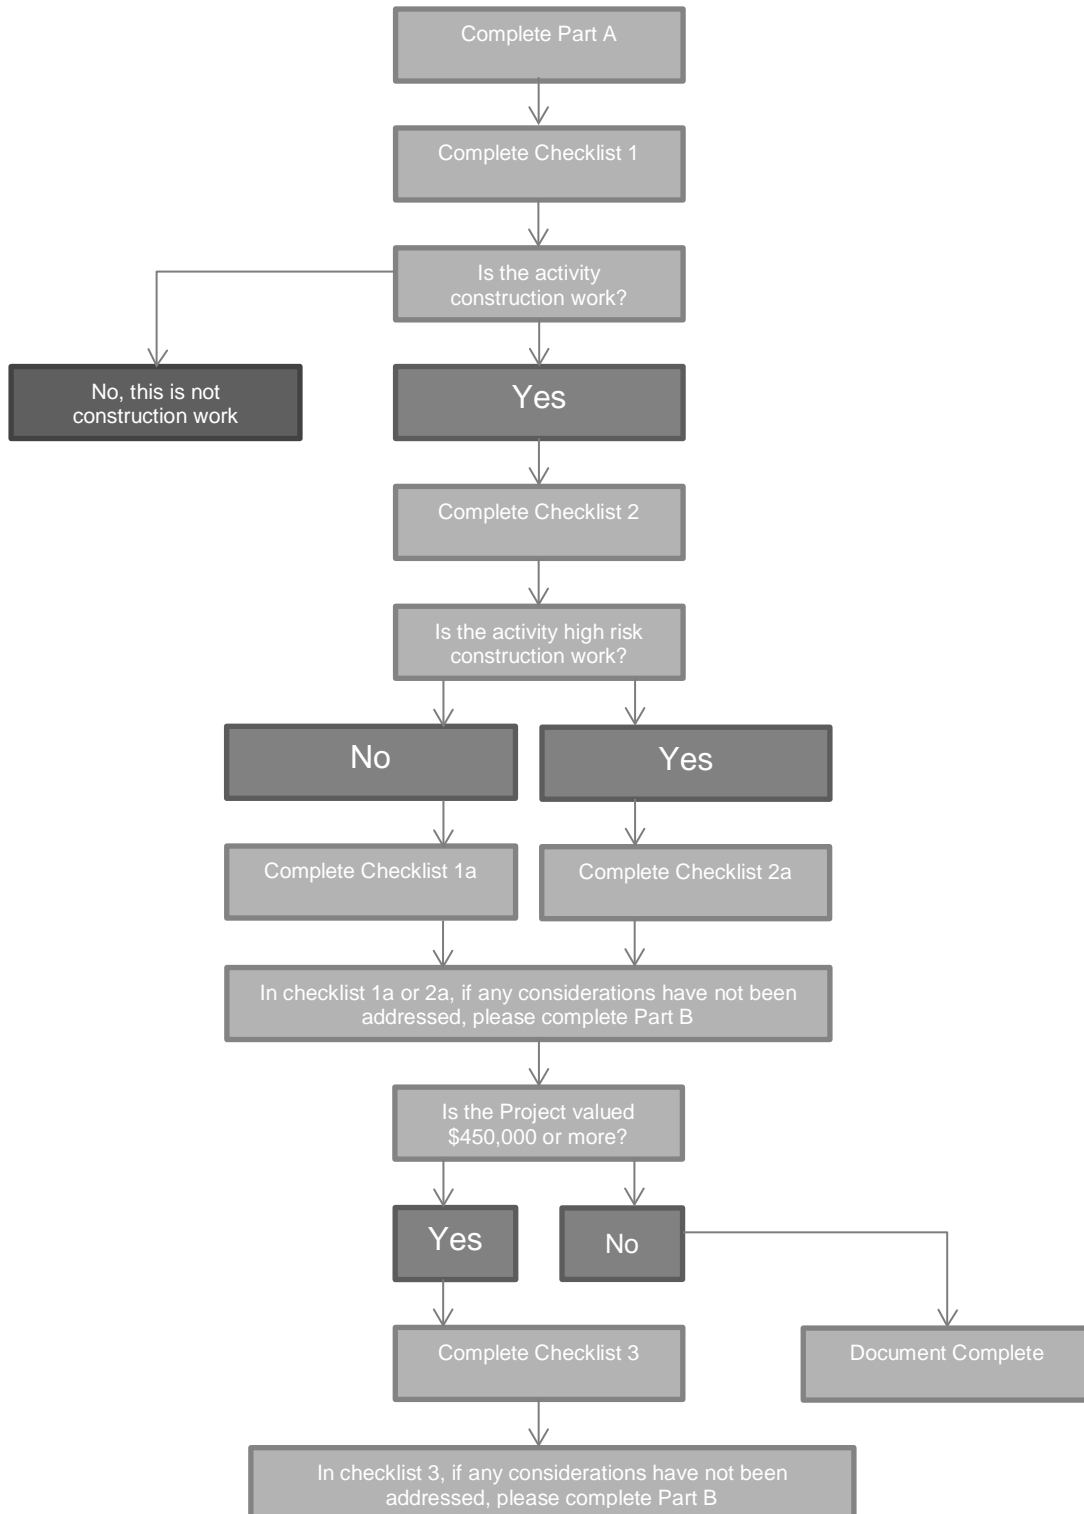 Complete Part A
Complete Checklist 1
Is the activity
construction work?
No, this is not
construction work
Yes
Complete Checklist 2
Is the activity high risk
construction work?
No
Yes
Complete Checklist 1a
Complete Checklist 2a
In checklist 1a or 2a, if any considerations have not been
addressed, please complete Part B
Is the Project valued
$450,000 or more?
Yes
No
Complete Checklist 3
Document Complete
In checklist 3, if any considerations have not been
addressed, please complete Part B